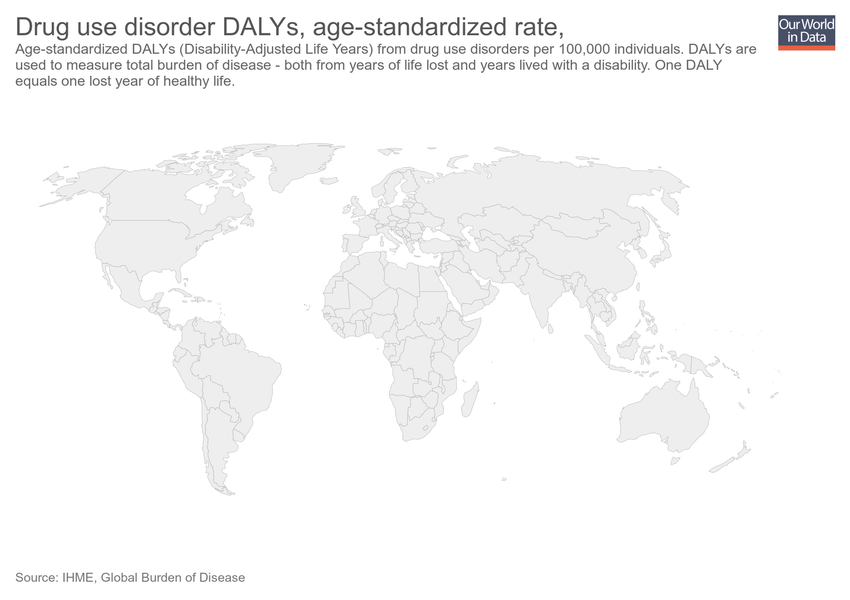 Drug use disorder DALYs, age-standardized rate,
Our World
in Data
Age-standardized DALYs (Disability-Adjusted Life Years) from drug use disorders per 100,000 individuals. DALYs are
used to measure total burden of disease - both from years of life lost and years lived with a disability. One DALY
equals one lost year of healthy life.
Source: IHME, Global Burden of Disease